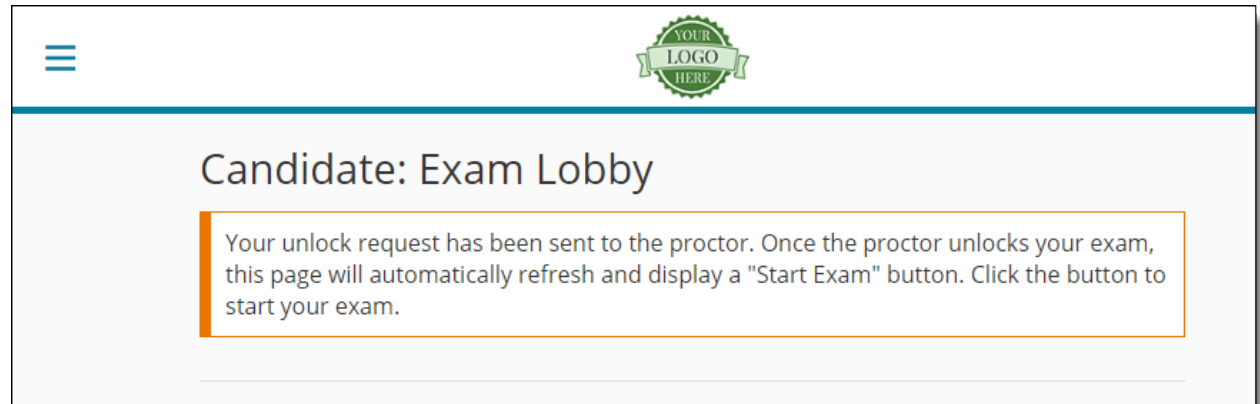 YOUR
LOGO
HERE
Candidate: Exam Lobby
Your unlock request has been sent to the proctor. Once the proctor unlocks your exam,
this page will automatically refresh and display a "Start Exam" button. Click the button to
start your exam.